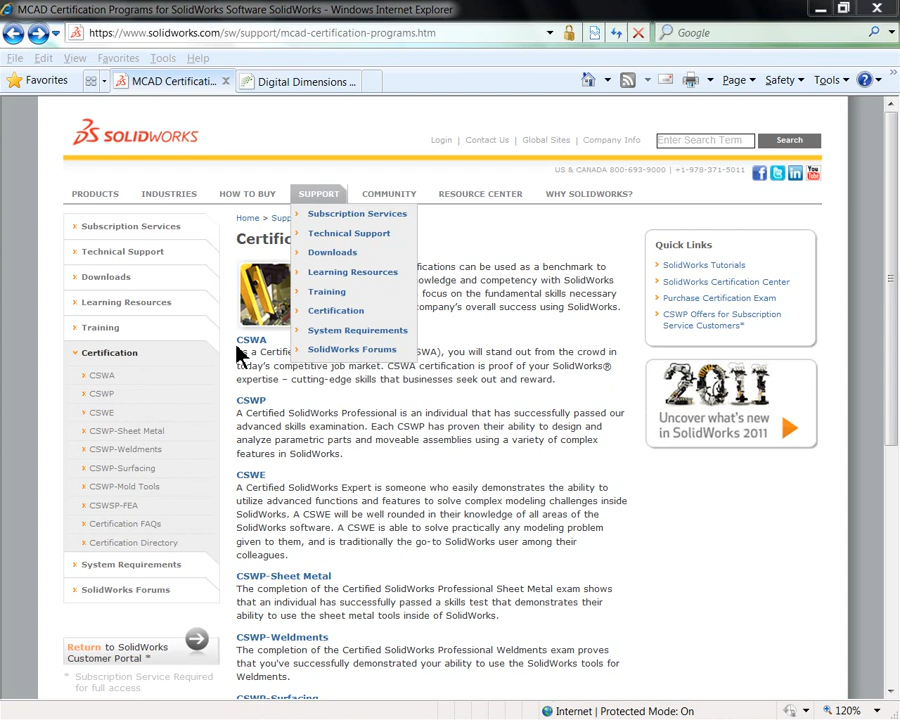 MCAD Certification Programs for SolidWorks Software SolidWorks - Windows Internet Explorer
https://www.solidworks.com/sw/support/mcad-certification-programs.htm
Google
File Edit View Favorites Tools Help
Favorites
MCAD Certificati... x
Digital Dimensions ...
Page Safety Tools
SOLIDWORKS
Login | Contact Us | Global Sites | Company Info
Enter Search Term
Search
US & CANADA 800-693-9000 | +1-978-371-5011
PRODUCTS INDUSTRIES HOW TO BUY SUPPORT COMMUNITY RESOURCE CENTER WHY SOLIDWORKS?
Subscription Services
Technical Support
Downloads
Learning Resources
Training
Certification
System Requirements
SolidWorks Forums
Subscription Services
Technical Support
Downloads
Learning Resources
Training
Certification
CSWA
CSWP
CSWE
CSWP-Sheet Metal
CSWP-Weldments
CSWP-Surfacing
CSWP-Mold Tools
CSWSP-FEA
Certification FAQs
Certification Directory
System Requirements
SolidWorks Forums
Return to SolidWorks
Customer Portal *
* Subscription Service Required
for full access
Home > Supp
Certific
fications can be used as a benchmark to
knowledge and competency with SolidWorks
focus on the fundamental skills necessary
company's overall success using SolidWorks.
CSWA
a Certifie SWA), you will stand out from the crowd in
today's competitive job market. CSWA certification is proof of your SolidWorks®
expertise – cutting-edge skills that businesses seek out and reward.
CSWP
A Certified SolidWorks Professional is an individual that has successfully passed our
advanced skills examination. Each CSWP has proven their ability to design and
analyze parametric parts and moveable assemblies using a variety of complex
features in SolidWorks.
CSWE
A Certified SolidWorks Expert is someone who easily demonstrates the ability to
utilize advanced functions and features to solve complex modeling challenges inside
SolidWorks. A CSWE will be well rounded in their knowledge of all areas of the
SolidWorks software. A CSWE is able to solve practically any modeling problem
given to them, and is traditionally the go-to SolidWorks user among their
colleagues.
CSWP-Sheet Metal
The completion of the Certified SolidWorks Professional Sheet Metal exam shows
that an individual has successfully passed a skills test that demonstrates their
ability to use the sheet metal tools inside of SolidWorks.
CSWP-Weldments
The completion of the Certified SolidWorks Professional Weldments exam proves
that you've successfully demonstrated your ability to use the SolidWorks tools for
Weldments.
CSWP-Surfacing
Quick Links
SolidWorks Tutorials
SolidWorks Certification Center
Purchase Certification Exam
CSWP Offers for Subscription
Service Customers*
2011
Uncover what's new
in SolidWorks 2011
Internet | Protected Mode: On
120%